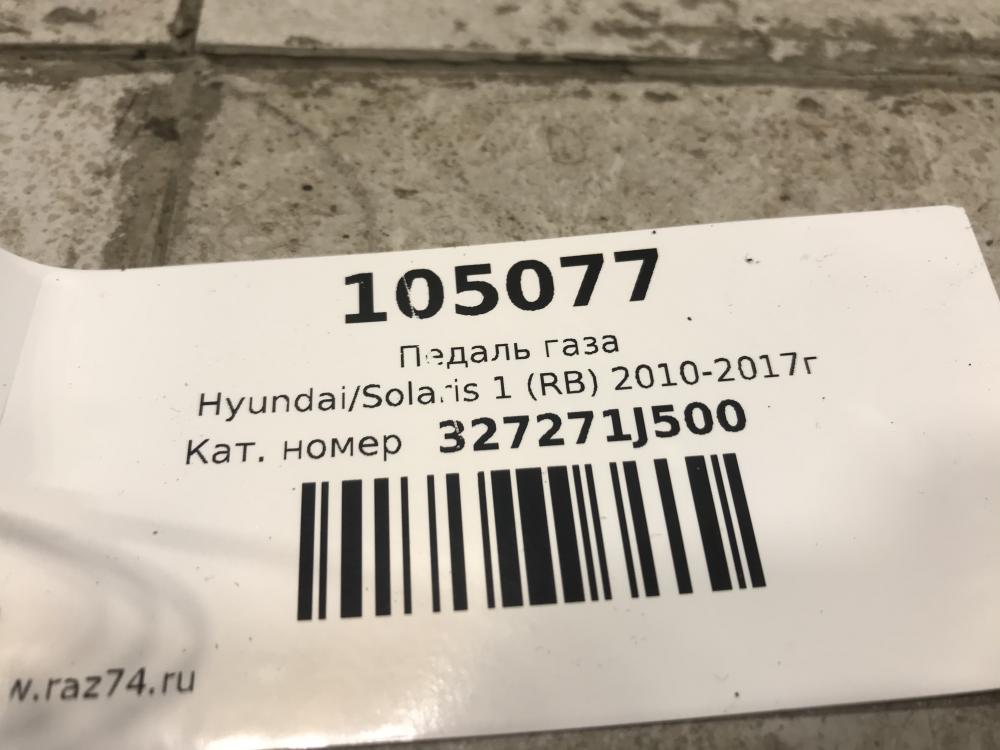 105077
Педаль газа
Hyundai/Solaris 1 (RB) 2010-2017г
Кат. номер 327271J500
w.raz74.ru